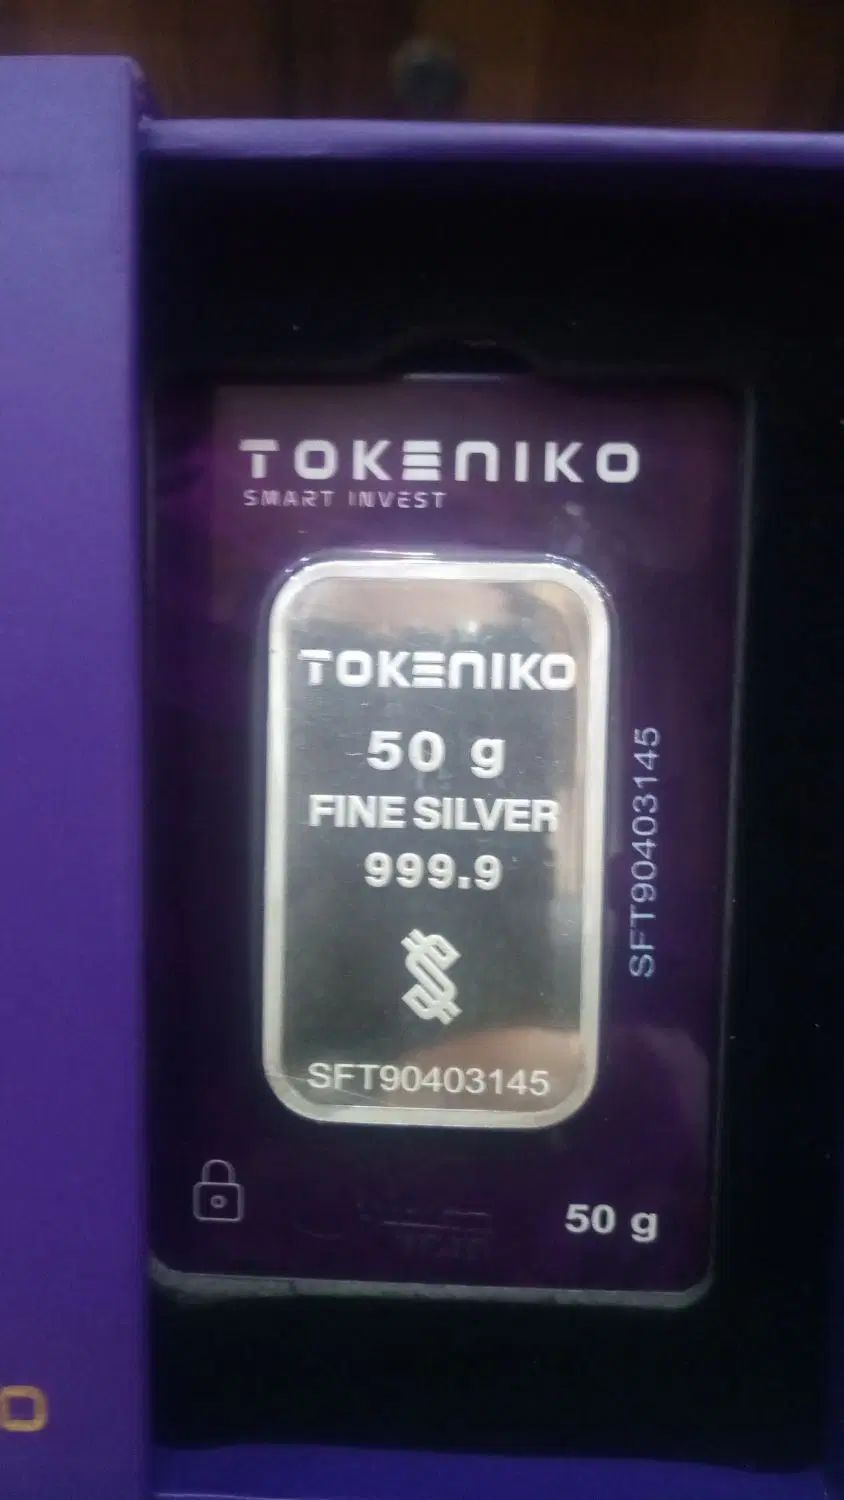 TOKENIKO
SMART INVEST
TOKENIKO
50 g
FINE SILVER
999.9
SFT90403145
SFT90403145
50 g
O